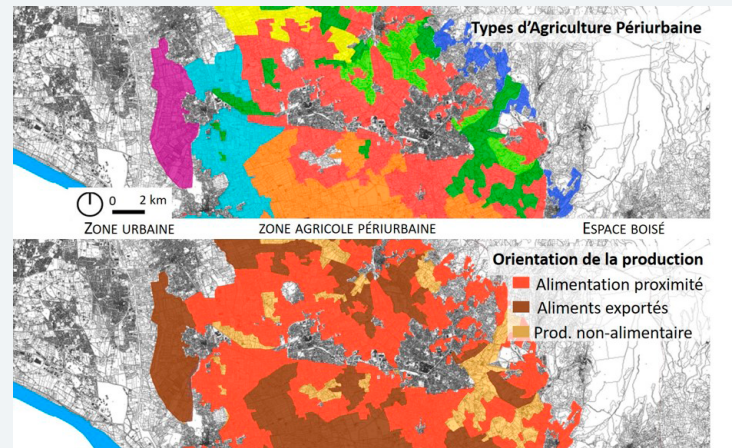 Types d'Agriculture Périurbaine
0 2 km
ZONE URBAINE ZONE AGRICOLE PÉRIURBAINE ESPACE BOISÉ
Orientation de la production
Alimentation proximité
Aliments exportés
Prod. non-alimentaire